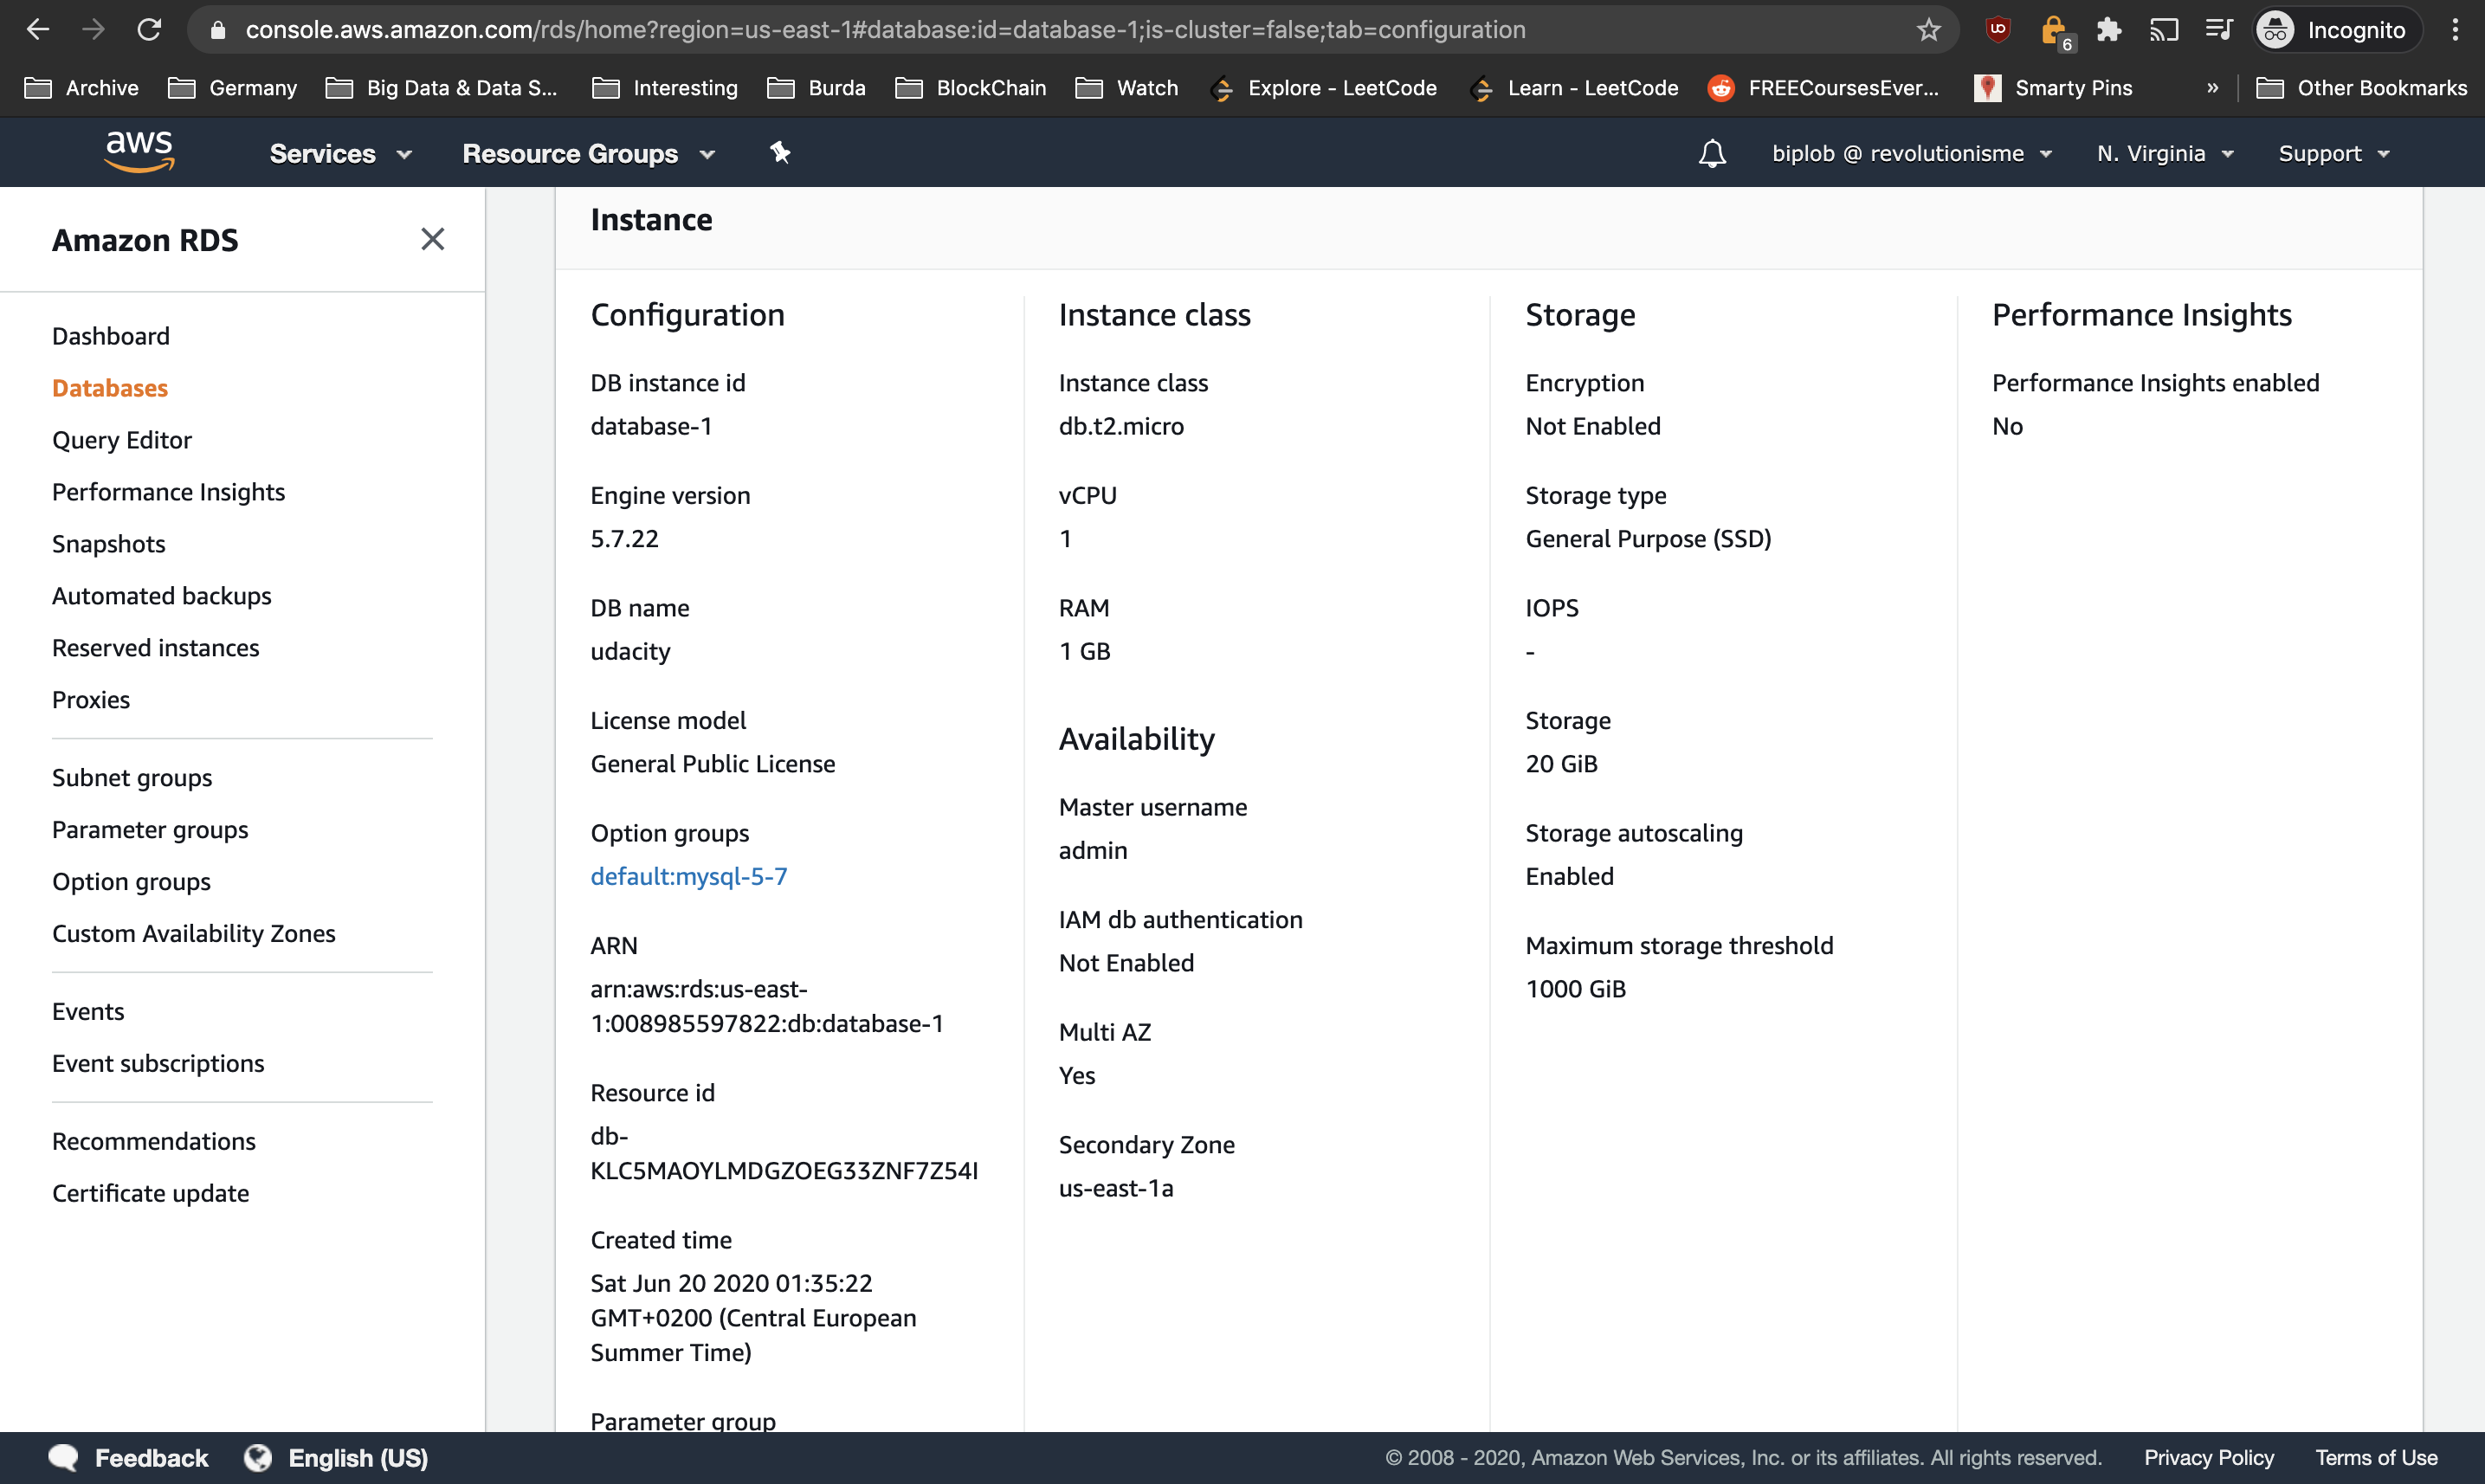 console.aws.amazon.com/rds/home?region=us-east-1#database:id=database-1;is-cluster=false;tab=configuration
6
Incognito
Archive
Germany
Big Data & Data S...
Interesting
Burda
BlockChain
Watch
Explore - LeetCode
Learn - LeetCode
FREECoursesEver...
Smarty Pins
»
Other Bookmarks
aws
Services
Resource Groups
biplob @ revolutionisme
N. Virginia
Support
Amazon RDS
Dashboard
Databases
Query Editor
Performance Insights
Snapshots
Automated backups
Reserved instances
Proxies
Subnet groups
Parameter groups
Option groups
Custom Availability Zones
Events
Event subscriptions
Recommendations
Certificate update
Instance
Configuration
DB instance id
database-1
Engine version
5.7.22
DB name
udacity
License model
General Public License
Option groups
default:mysql-5-7
ARN
arn:aws:rds:us-east-
1:008985597822:db:database-1
Resource id
db-
KLC5MAOYLMDGZOEG33ZNF7Z54I
Created time
Sat Jun 20 2020 01:35:22
GMT+0200 (Central European
Summer Time)
Parameter group
Instance class
Instance class
db.t2.micro
vCPU
1
RAM
1 GB
Availability
Master username
admin
IAM db authentication
Not Enabled
Multi AZ
Yes
Secondary Zone
us-east-1a
Storage
Encryption
Not Enabled
Storage type
General Purpose (SSD)
IOPS
-
Storage
20 GiB
Storage autoscaling
Enabled
Maximum storage threshold
1000 GiB
Performance Insights
Performance Insights enabled
No
Feedback
English (US)
© 2008 - 2020, Amazon Web Services, Inc. or its affiliates. All rights reserved.
Privacy Policy
Terms of Use